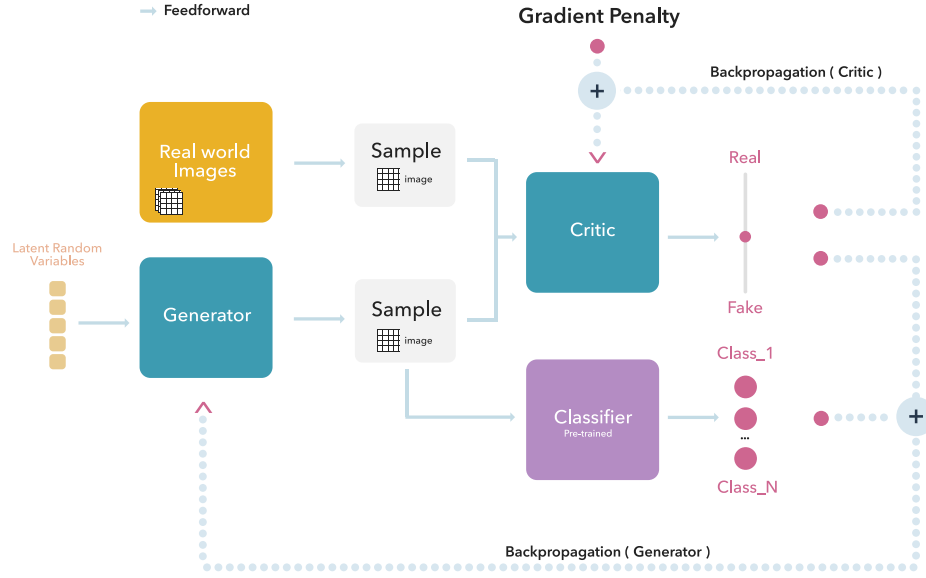 Feedforward
Gradient Penalty
+
Backpropagation ( Critic )
Real world
Images
Sample
image
Critic
Real
Fake
Latent Random
Variables
Generator
Sample
image
Classifier
Pre-trained
Class_1
...
Class_N
+
Backpropagation ( Generator )